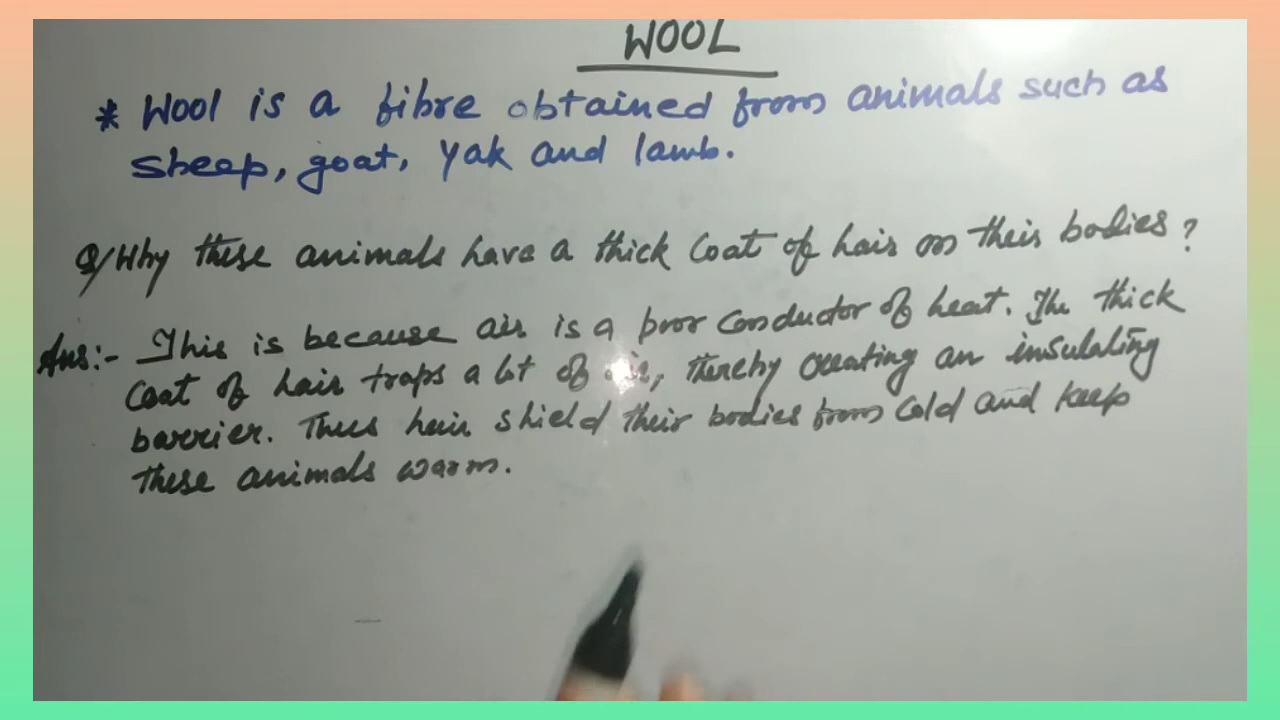 WOOL
* Wool is a fibre obtained from animals such as
sheep, goat, Yak and lamb.
Q/Why these animals have a thick coat of hair on their bodies?
Ans:- This is because air is a poor conductor of heat. The thick
coat of hair traps a lot of air, thereby creating an insulating
barrier. Thus hair shield their bodies from cold and keep
these animals warm.